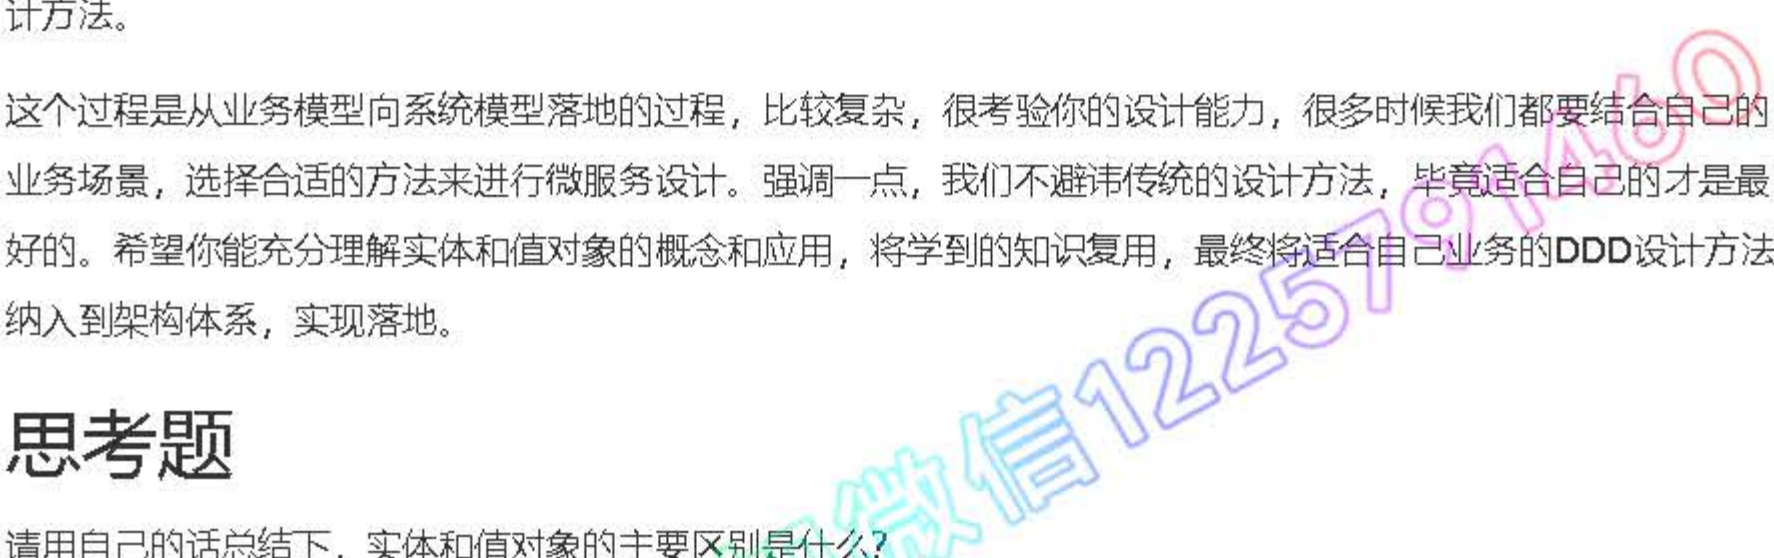 计方法。
这个过程是从业务模型向系统模型落地的过程，比较复杂，很考验你的设计能力，很多时候我们都要结合自己的
业务场景，选择合适的方法来进行微服务设计。强调一点，我们不避讳传统的设计方法，毕竟适合自己的才是最
好的。希望你能充分理解实体和值对象的概念和应用，将学到的知识复用，最终将适合自己业务的DDD设计方法
纳入到架构体系，实现落地。
思考题
请用自己的话总结下，实体和值对象的主要区别是什么？
微信1225791460